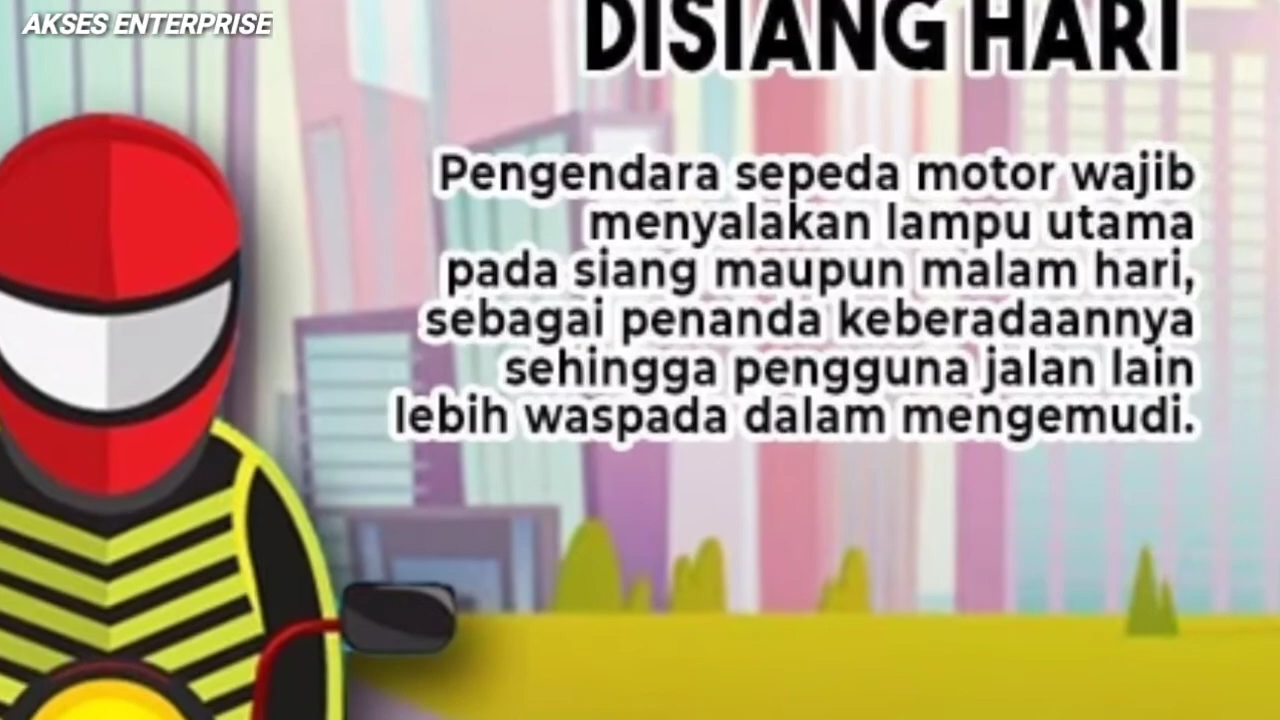 AKSES ENTERPRISE
DISIANG HARI
Pengendara sepeda motor wajib
menyalakan lampu utama
pada siang maupun malam hari,
sebagai penanda keberadaannya
sehingga pengguna jalan lain
lebih waspada dalam mengemudi.